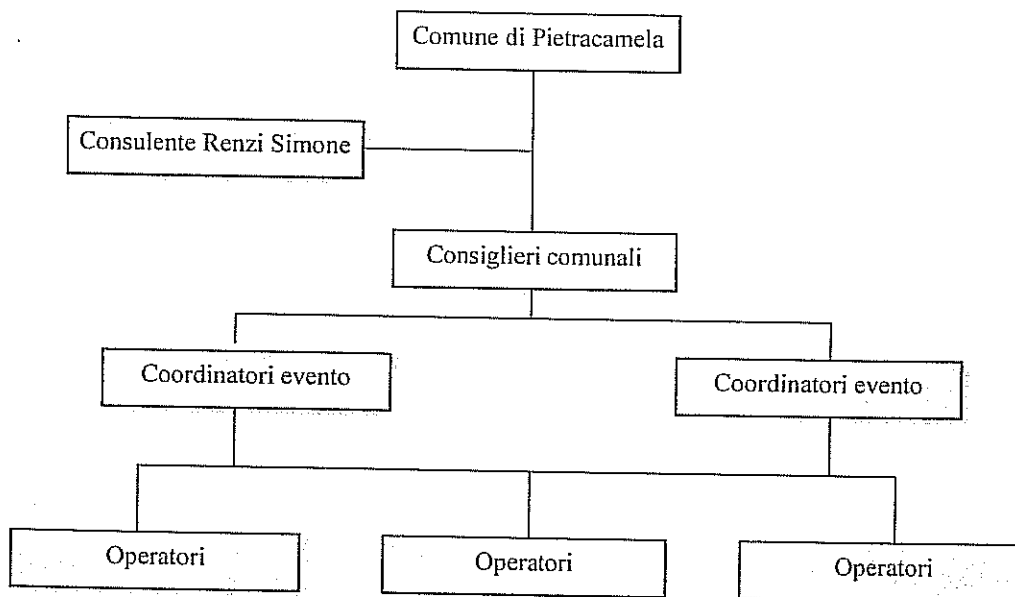 Comune di Pietracamela
Consulente Renzi Simone
Consiglieri comunali
Coordinatori evento
Coordinatori evento
Operatori
Operatori
Operatori